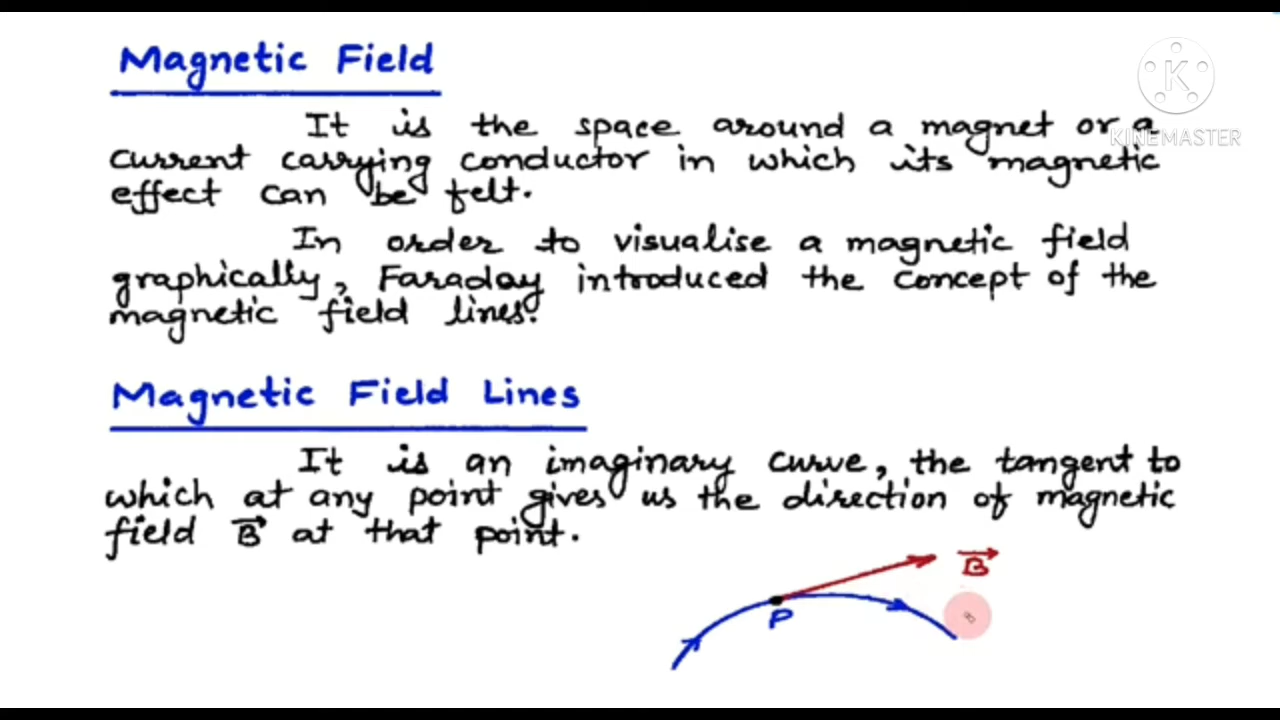 Magnetic Field
K
KINEMASTER
It is the space around a magnet or a
current carrying conductor in which its magnetic
effect can be felt.
In order to visualise a magnetic field
graphically, Faraday introduced the concept of the
magnetic field lines.
Magnetic Field Lines
It is an imaginary curve, the tangent to
which at any point gives us the direction of magnetic
field B⃗ at that point.
B⃗
P